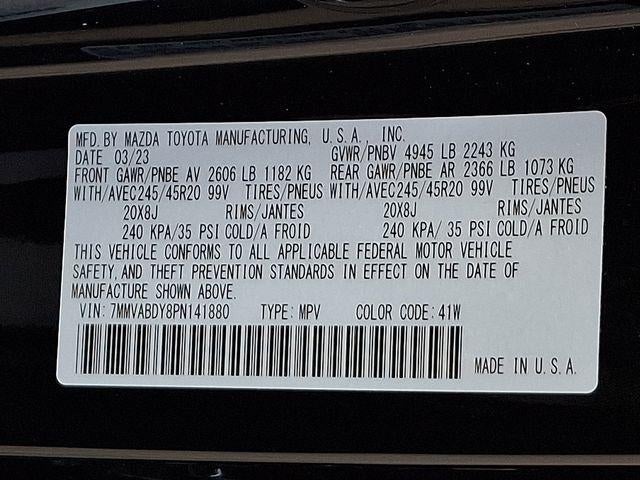 MFD. BY MAZDA TOYOTA MANUFACTURING, U.S.A., INC.
DATE 03/23 GVWR/PNBV 4945 LB 2243 KG
FRONT GAWR/PNBE AV 2606 LB 1182 KG REAR GAWR/PNBE AR 2366 LB 1073 KG
WITH/AVEC245/45R20 99V TIRES/PNEUS WITH/AVEC245/45R20 99V TIRES/PNEUS
20X8J RIMS/JANTES 20X8J RIMS/JANTES
240 KPA/35 PSI COLD/A FROID 240 KPA/ 35 PSI COLD/A FROID
THIS VEHICLE CONFORMS TO ALL APPLICABLE FEDERAL MOTOR VEHICLE
SAFETY, AND THEFT PREVENTION STANDARDS IN EFFECT ON THE DATE OF
MANUFACTURE SHOWN ABOVE.
VIN: 7MMVABDY8PN141880 TYPE: MPV COLOR CODE: 41W
MADE IN U.S.A.